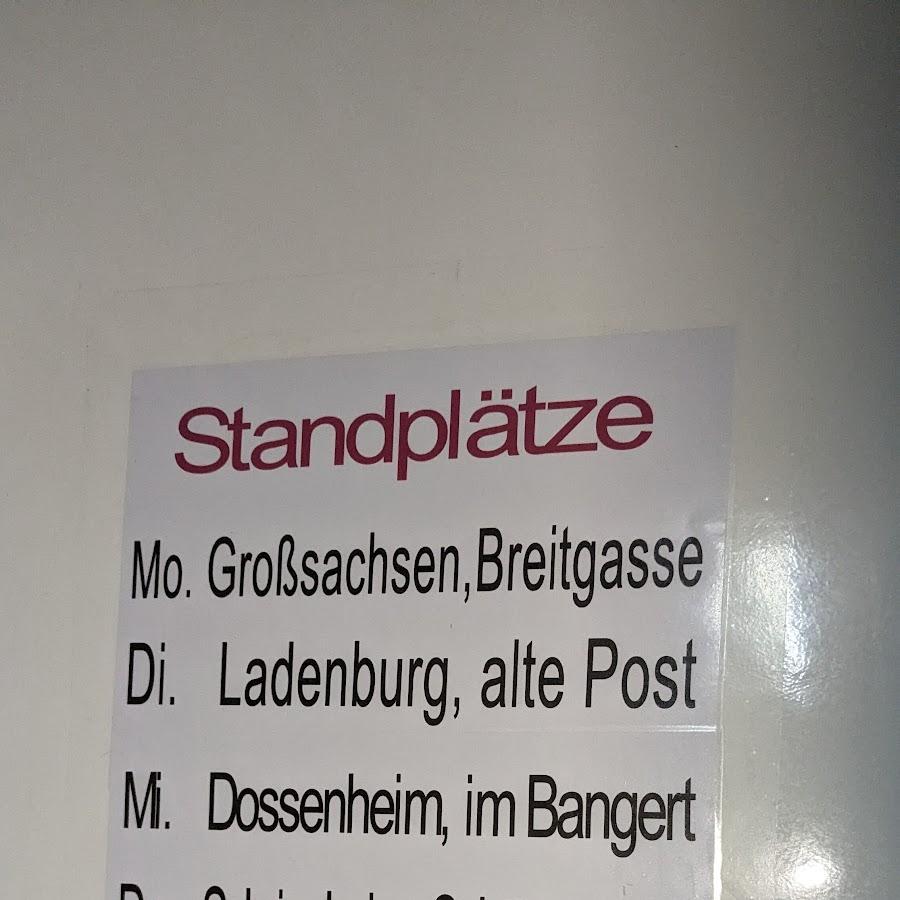 Standplätze
Mo. Großsachsen,Breitgasse
Di. Ladenburg, alte Post
Mi. Dossenheim, im Bangert